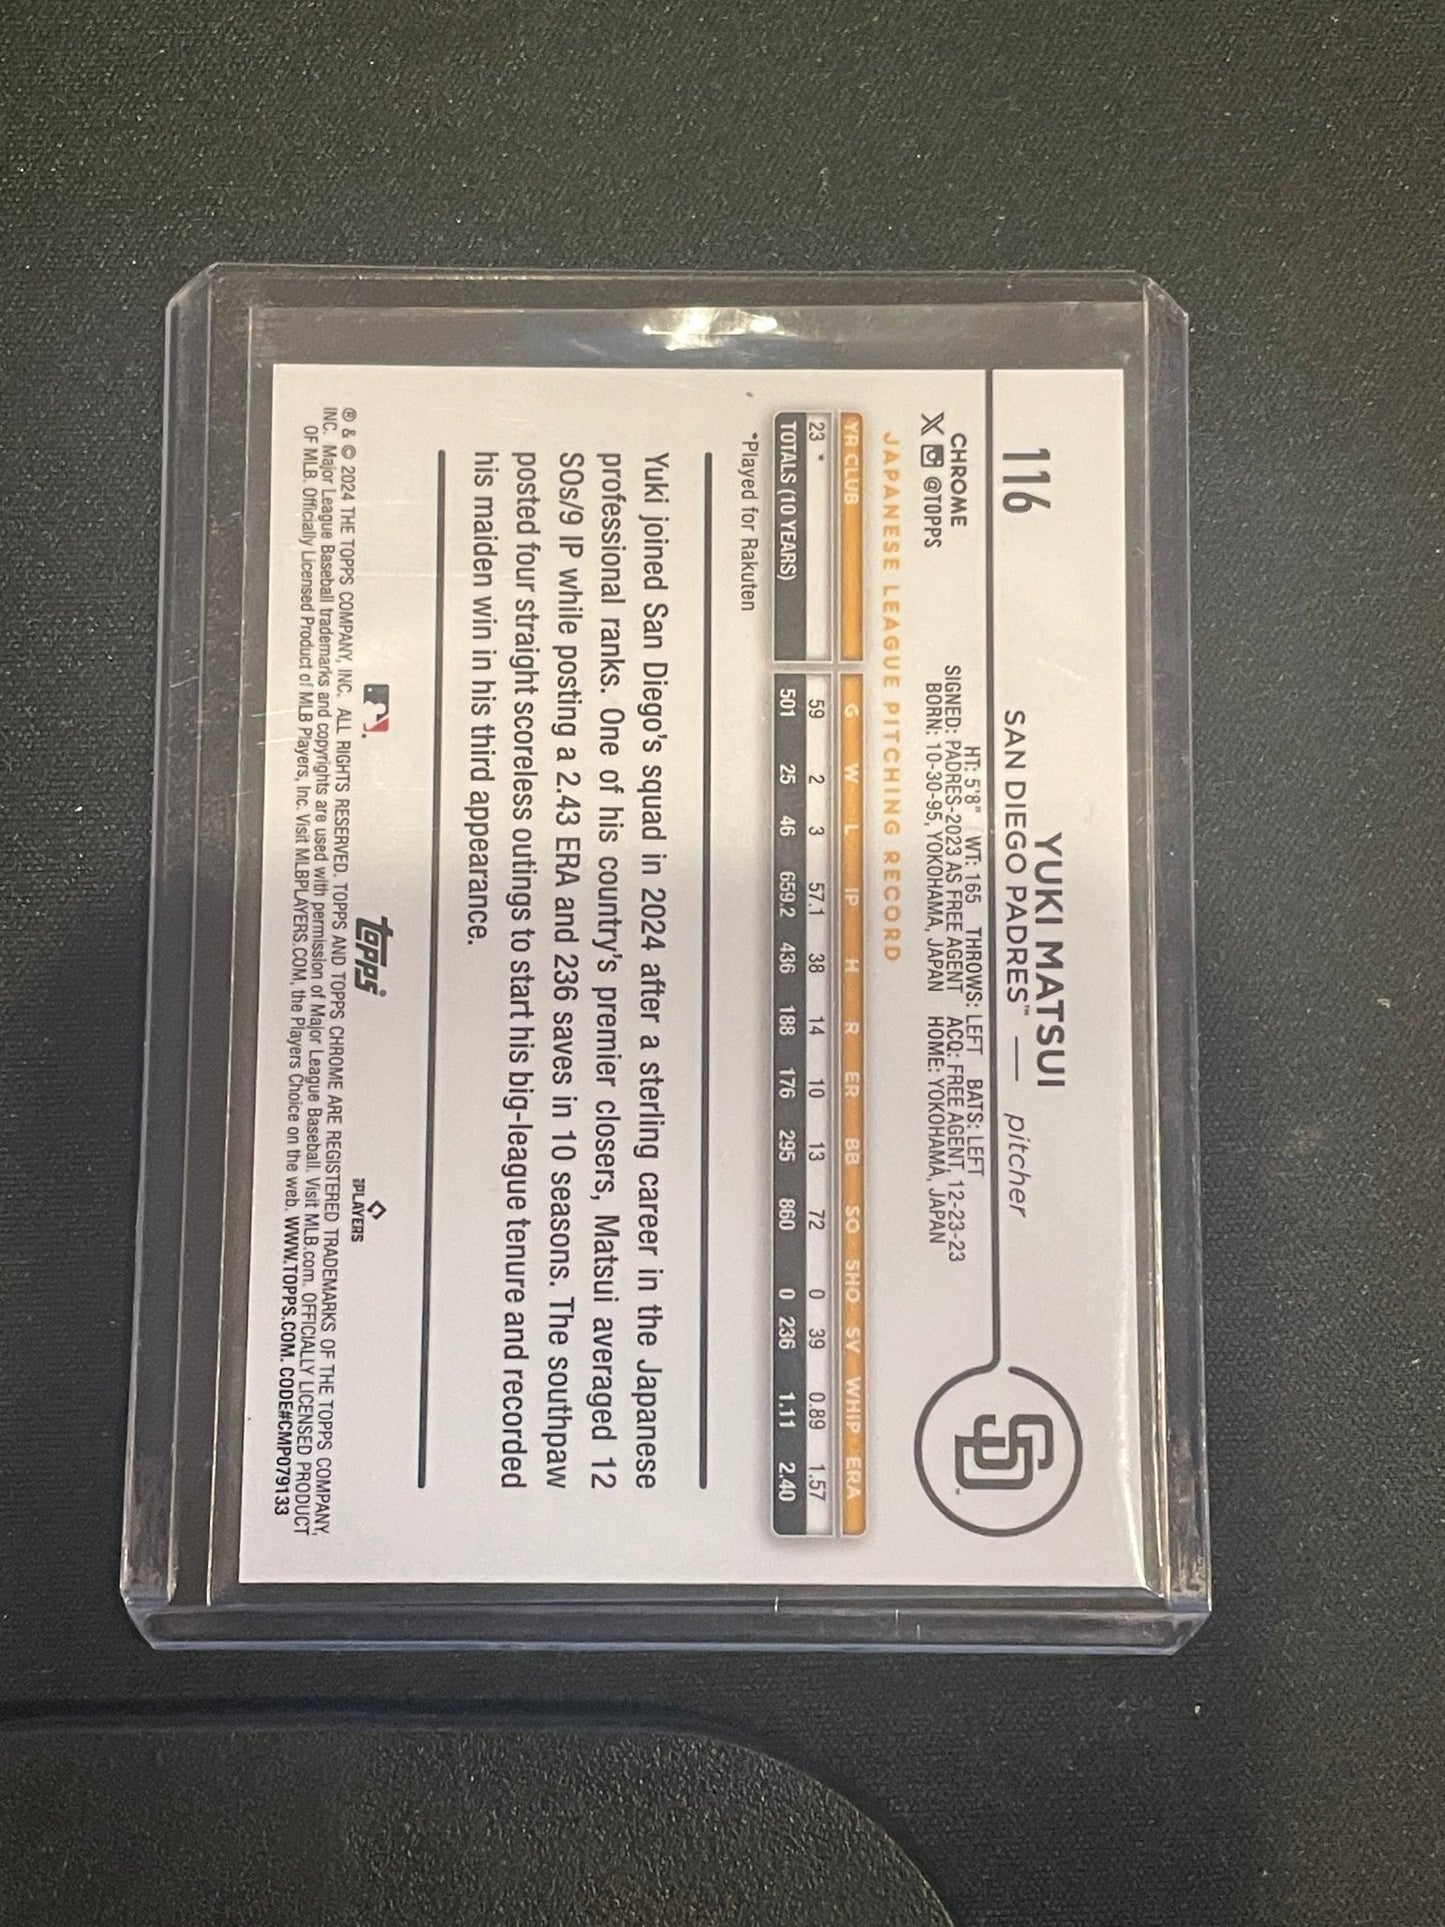 116
YUKI MATSUI
SAN DIEGO PADRES™ — pitcher
SD
CHROME
X @TOPPS
HT: 5'8" WT: 165 THROWS: LEFT BATS: LEFT
SIGNED: PADRES-2023 AS FREE AGENT ACQ: FREE AGENT, 12-23-23
BORN: 10-30-95, YOKOHAMA, JAPAN HOME: YOKOHAMA, JAPAN
JAPANESE LEAGUE PITCHING RECORD
YR CLUB G W L IP H R ER BB SO SHO SV WHIP ERA
23 * 59 2 3 57.1 38 14 10 13 72 0 39 0.89 1.57
TOTALS (10 YEARS) 501 25 46 659.2 436 188 176 295 860 0 236 1.11 2.40
*Played for Rakuten
Yuki joined San Diego's squad in 2024 after a sterling career in the Japanese
professional ranks. One of his country's premier closers, Matsui averaged 12
SOs/9 IP while posting a 2.43 ERA and 236 saves in 10 seasons. The southpaw
posted four straight scoreless outings to start his big-league tenure and recorded
his maiden win in his third appearance.
topps®
PLAYERS
® & © 2024 THE TOPPS COMPANY, INC. ALL RIGHTS RESERVED. TOPPS AND TOPPS CHROME ARE REGISTERED TRADEMARKS OF THE TOPPS COMPANY,
INC. Major League Baseball trademarks and copyrights are used with permission of Major League Baseball. Visit MLB.com. OFFICIALLY LICENSED PRODUCT
OF MLB. Officially Licensed Product of MLB Players, Inc. Visit MLBPLAYERS.COM, the Players Choice on the web. WWW.TOPPS.COM. CODE#CMP079133